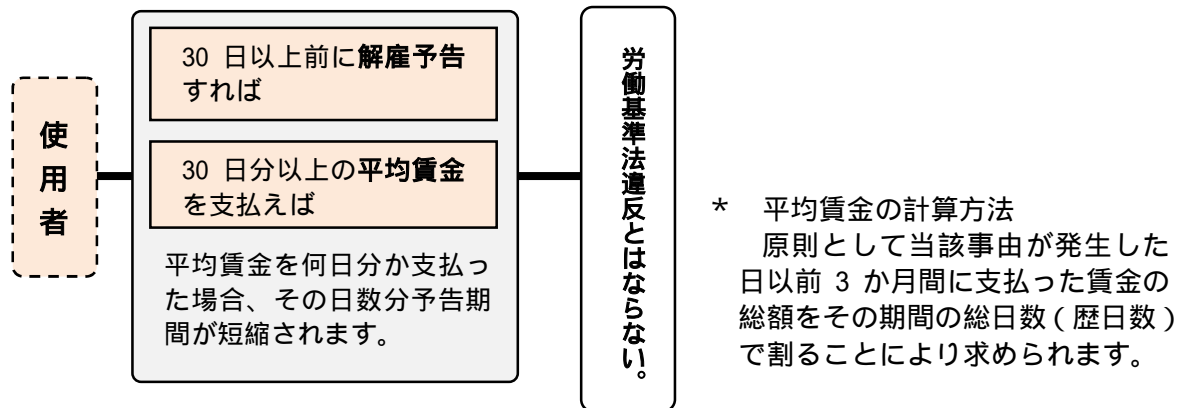 使用者
30 日以上前に解雇予告
すれば
30 日分以上の平均賃金
を支払えば
平均賃金を何日分か支払っ
た場合、その日数分予告期
間が短縮されます。
労働基準法違反とはならない。
* 平均賃金の計算方法
原則として当該事由が発生した
日以前 3 か月間に支払った賃金の
総額をその期間の総日数(歴日数)
で割ることにより求められます。